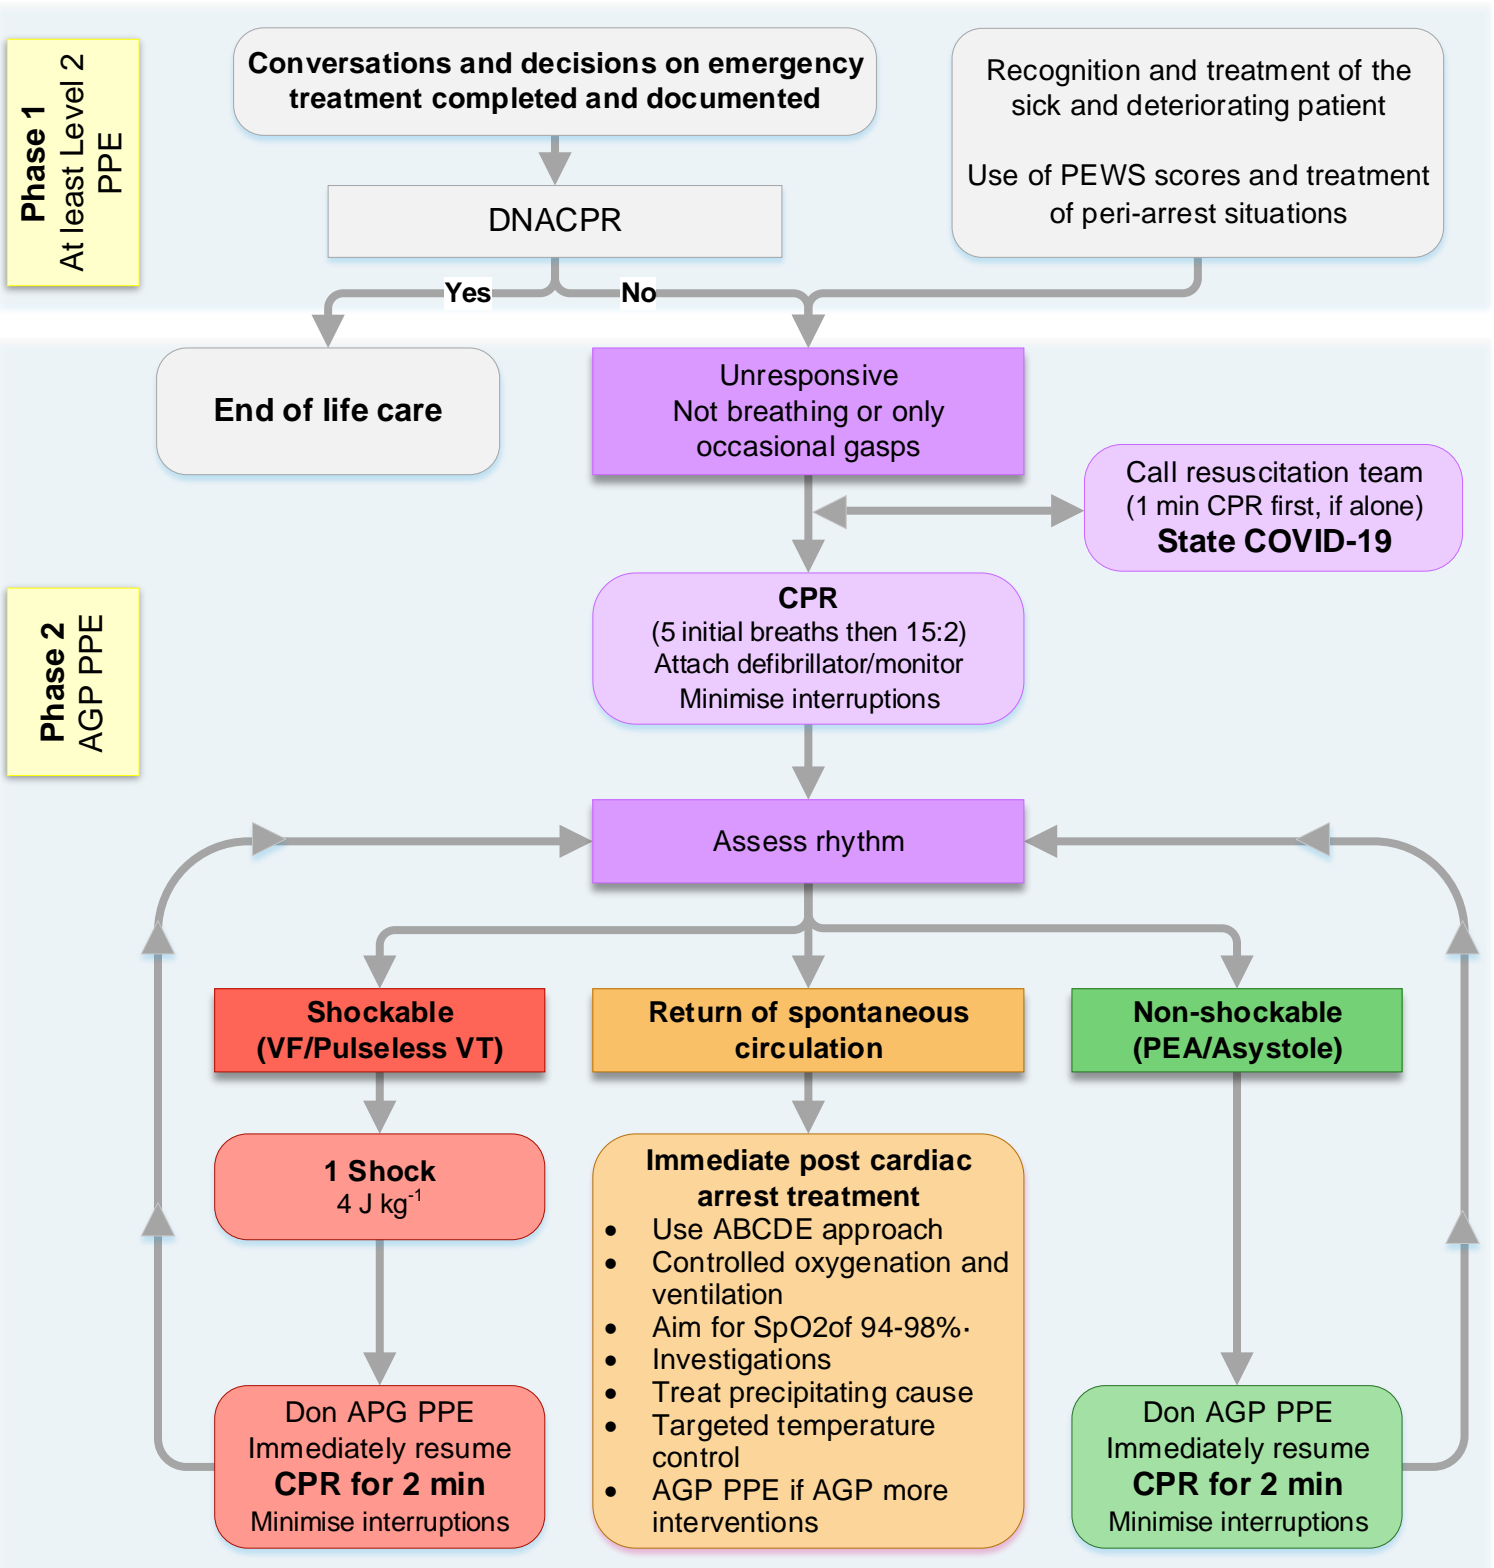 Phase 1
At least Level 2
PPE
Conversations and decisions on emergency
treatment completed and documented
Recognition and treatment of the
sick and deteriorating patient
Use of PEWS scores and treatment
of peri-arrest situations
DNACPR
Yes
No
End of life care
Unresponsive
Not breathing or only
occasional gasps
Call resuscitation team
(1 min CPR first, if alone)
State COVID-19
Phase 2
AGP PPE
CPR
(5 initial breaths then 15:2)
Attach defibrillator/monitor
Minimise interruptions
Assess rhythm
Shockable
(VF/Pulseless VT)
Return of spontaneous
circulation
Non-shockable
(PEA/Asystole)
1 Shock
4 J kg⁻¹
Immediate post cardiac
arrest treatment
• Use ABCDE approach
• Controlled oxygenation and
ventilation
• Aim for SpO2of 94-98%·
• Investigations
• Treat precipitating cause
• Targeted temperature
control
• AGP PPE if AGP more
interventions
Don APG PPE
Immediately resume
CPR for 2 min
Minimise interruptions
Don AGP PPE
Immediately resume
CPR for 2 min
Minimise interruptions